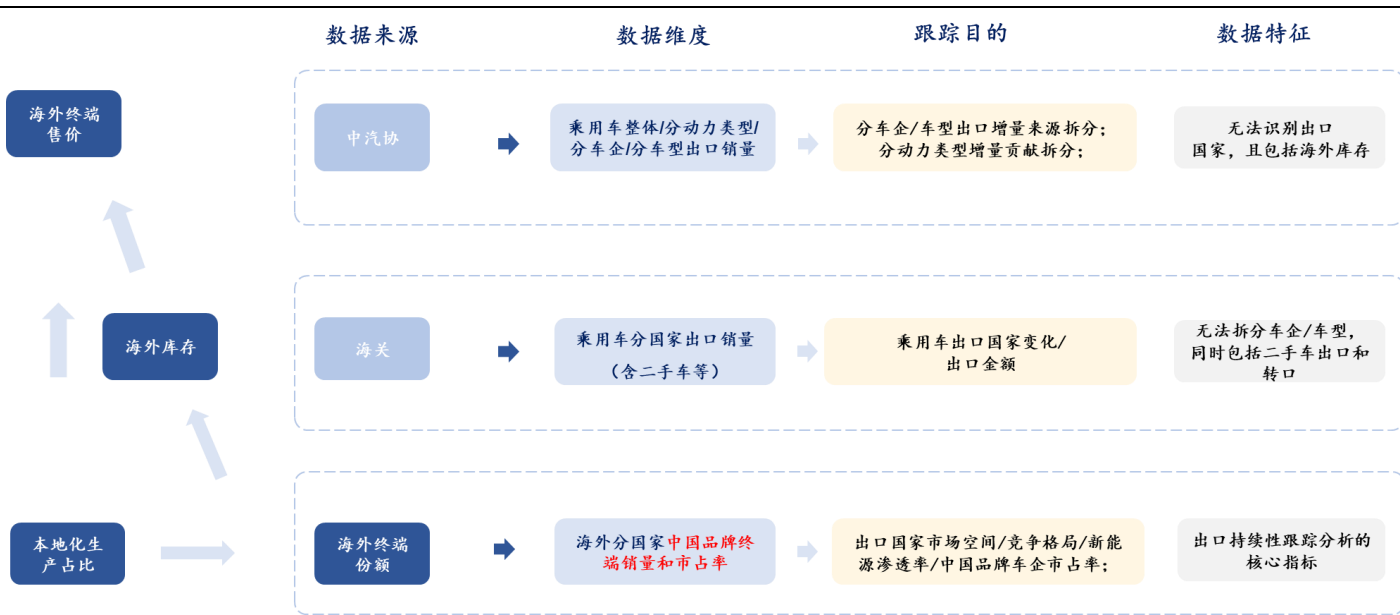 数据来源
数据维度
跟踪目的
数据特征
海外终端
售价
中汽协
乘用车整体/分动力类型/
分车企/分车型出口销量
分车企/车型出口增量来源拆分;
分动力类型增量贡献拆分;
无法识别出口
国家，且包括海外库存
海外库存
海关
乘用车分国家出口销量
（含二手车等）
乘用车出口国家变化/
出口金额
无法拆分车企/车型，
同时包括二手车出口和
转口
本地化生
产占比
海外终端
份额
海外分国家中国品牌终
端销量和市占率
出口国家市场空间/竞争格局/新能
源渗透率/中国品牌车企市占率;
出口持续性跟踪分析的
核心指标